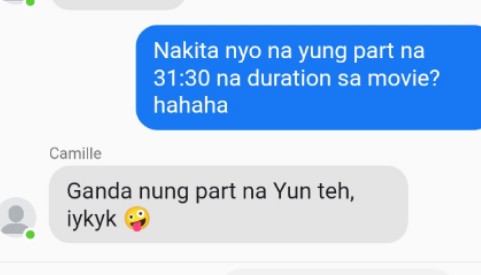 Nakita nyo na yung part na
31:30 na duration sa movie?
hahaha
Camille
Ganda nung part na Yun teh,
iykyk 🤪